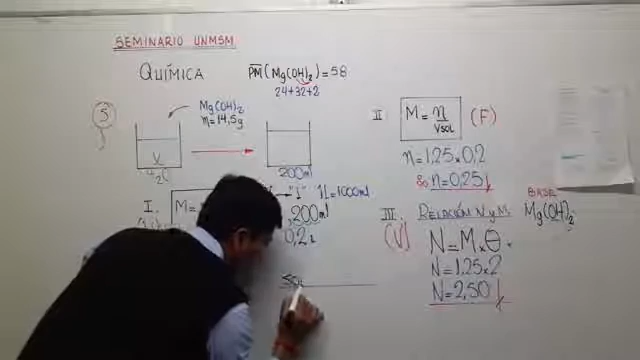 SEMINARIO UNMSM
QUÍMICA
PM(Mg(OH)₂)=58
24+32+2
5
Mg(OH)₂
n=14,5g
V
H₂O
200ml
I.
M=
"1" 1l=1000ml
200ml
0,2l
II
M=n/Vsol
(F)
n=1,25×0,2
n=0,25
III. RELACIÓN N y M.
BASE
Mg(OH)₂
(V)
N=M×θ
N=1,25×2
N=2,50